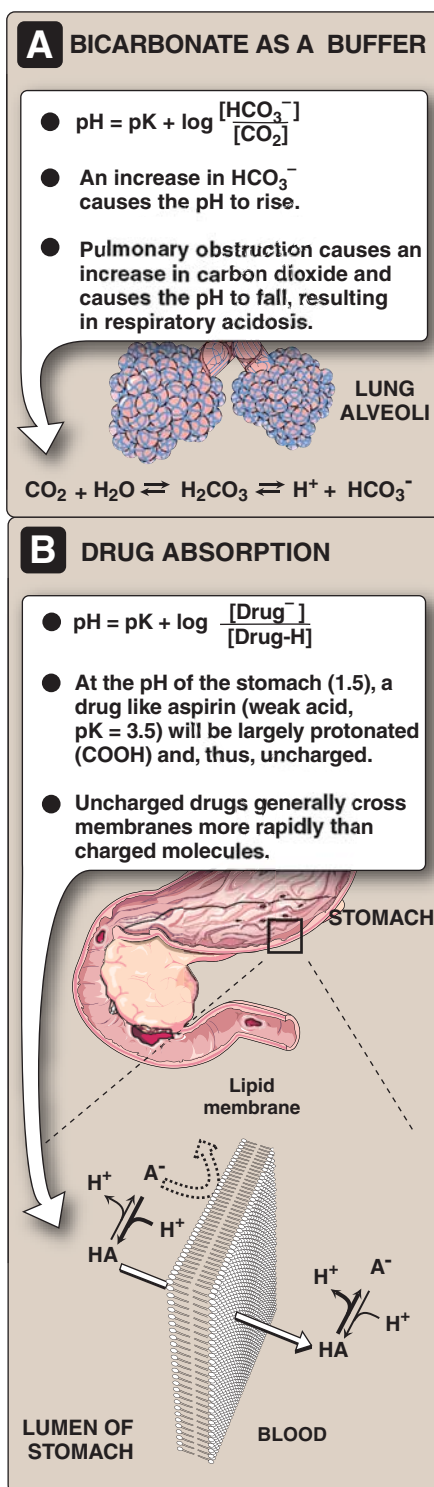 A BICARBONATE AS A BUFFER
● pH = pK + log [HCO₃⁻]
[CO₂]
● An increase in HCO₃⁻
causes the pH to rise.
● Pulmonary obstruction causes an
increase in carbon dioxide and
causes the pH to fall, resulting
in respiratory acidosis.
LUNG
ALVEOLI
CO₂ + H₂O ⇌ H₂CO₃ ⇌ H⁺ + HCO₃⁻
B DRUG ABSORPTION
● pH = pK + log [Drug⁻]
[Drug-H]
● At the pH of the stomach (1.5), a
drug like aspirin (weak acid,
pK = 3.5) will be largely protonated
(COOH) and, thus, uncharged.
● Uncharged drugs generally cross
membranes more rapidly than
charged molecules.
STOMACH
Lipid
membrane
H⁺
A⁻
H⁺
HA
H⁺
A⁻
H⁺
HA
LUMEN OF
STOMACH
BLOOD